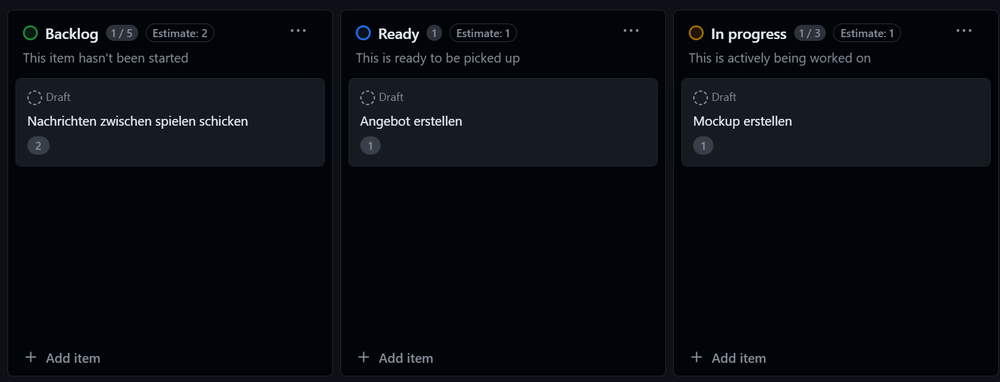 Backlog 1 / 5 Estimate: 2
This item hasn't been started
Draft
Nachrichten zwischen spielen schicken
2
+ Add item
Ready 1 Estimate: 1
This is ready to be picked up
Draft
Angebot erstellen
1
+ Add item
In progress 1 / 3 Estimate: 1
This is actively being worked on
Draft
Mockup erstellen
1
+ Add item